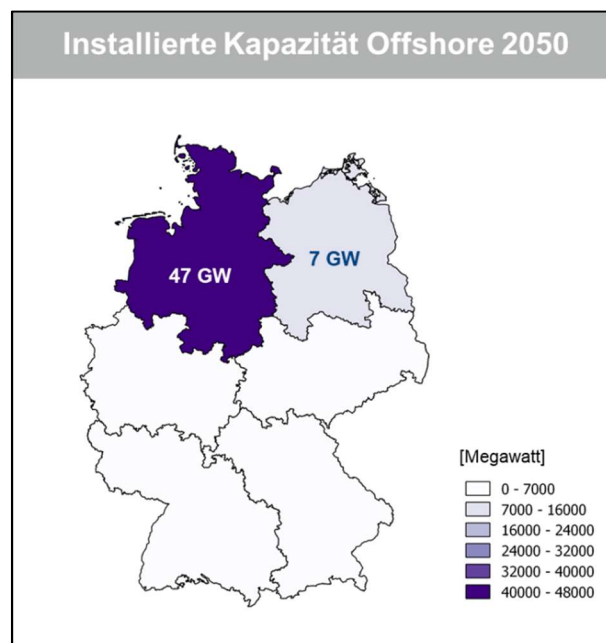 Installierte Kapazität Offshore 2050
47 GW
7 GW
[Megawatt]
0 - 7000
7000 - 16000
16000 - 24000
24000 - 32000
32000 - 40000
40000 - 48000